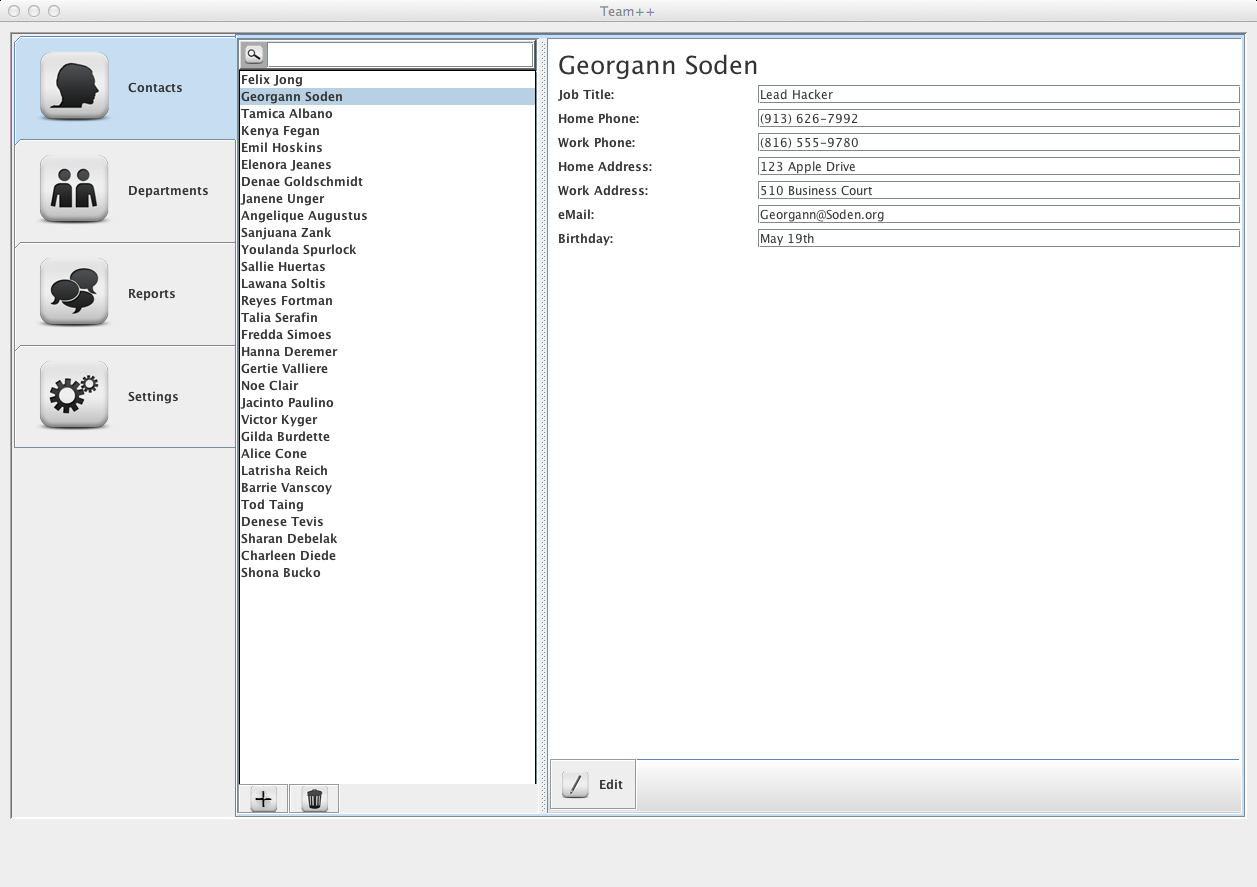 Team++
Contacts
Departments
Reports
Settings
Felix Jong
Georgann Soden
Tamica Albano
Kenya Fegan
Emil Hoskins
Elenora Jeanes
Denae Goldschmidt
Janene Unger
Angelique Augustus
Sanjuana Zank
Youlanda Spurlock
Sallie Huertas
Lawana Soltis
Reyes Fortman
Talia Serafin
Fredda Simoes
Hanna Deremer
Gertie Valliere
Noe Clair
Jacinto Paulino
Victor Kyger
Gilda Burdette
Alice Cone
Latrisha Reich
Barrie Vanscoy
Tod Taing
Denese Tevis
Sharan Debelak
Charleen Diede
Shona Bucko
Georgann Soden
Job Title: Lead Hacker
Home Phone: (913) 626-7992
Work Phone: (816) 555-9780
Home Address: 123 Apple Drive
Work Address: 510 Business Court
eMail: Georgann@Soden.org
Birthday: May 19th
Edit